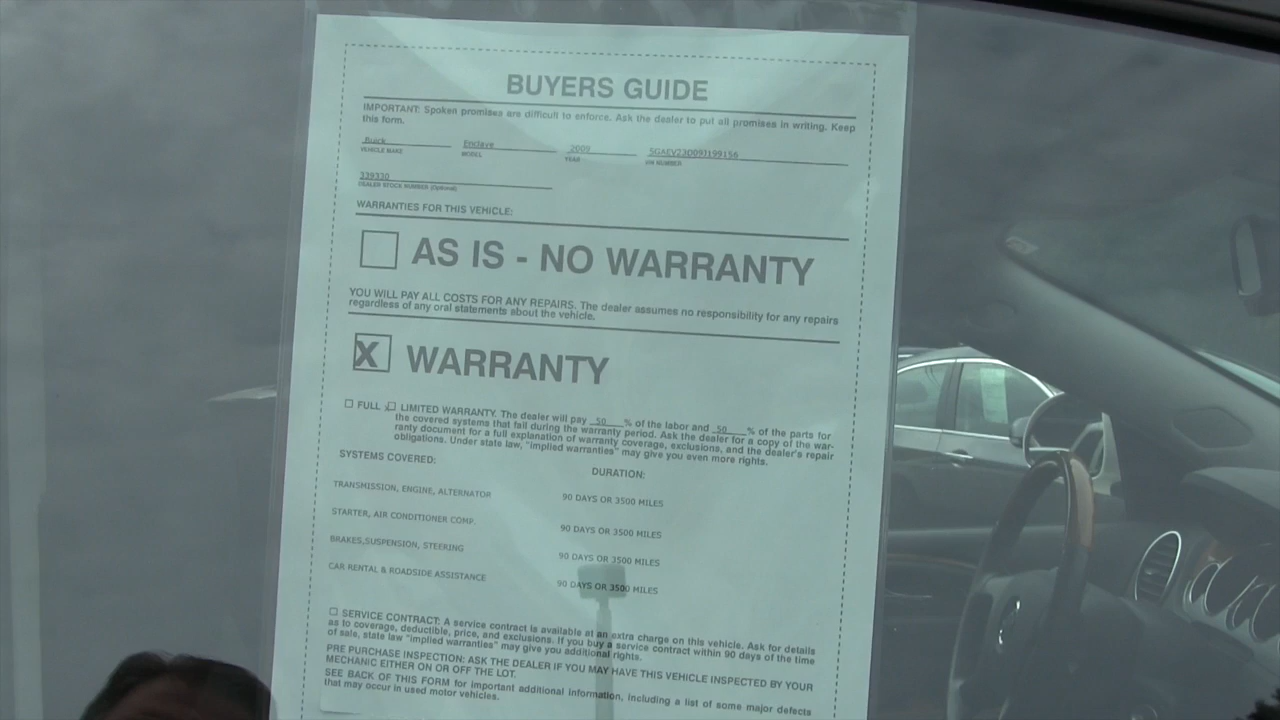 BUYERS GUIDE
IMPORTANT: Spoken promises are difficult to enforce. Ask the dealer to put all promises in writing. Keep
this form.
Buick Enclave 2009 5GAEV23D09J199156
VEHICLE MAKE MODEL YEAR VIN NUMBER
339330
DEALER STOCK NUMBER (Optional)
WARRANTIES FOR THIS VEHICLE:
AS IS - NO WARRANTY
YOU WILL PAY ALL COSTS FOR ANY REPAIRS. The dealer assumes no responsibility for any repairs
regardless of any oral statements about the vehicle.
X WARRANTY
FULL X LIMITED WARRANTY. The dealer will pay 50 % of the labor and 50 % of the parts for
the covered systems that fail during the warranty period. Ask the dealer for a copy of the war-
ranty document for a full explanation of warranty coverage, exclusions, and the dealer's repair
obligations. Under state law, "implied warranties" may give you even more rights.
SYSTEMS COVERED: DURATION:
TRANSMISSION, ENGINE, ALTERNATOR 90 DAYS OR 3500 MILES
STARTER, AIR CONDITIONER COMP. 90 DAYS OR 3500 MILES
BRAKES,SUSPENSION, STEERING 90 DAYS OR 3500 MILES
CAR RENTAL & ROADSIDE ASSISTANCE 90 DAYS OR 3500 MILES
SERVICE CONTRACT: A service contract is available at an extra charge on this vehicle. Ask for details
as to coverage, deductible, price, and exclusions. If you buy a service contract within 90 days of the time
of sale, state law "implied warranties" may give you additional rights.
PRE PURCHASE INSPECTION: ASK THE DEALER IF YOU MAY HAVE THIS VEHICLE INSPECTED BY YOUR
MECHANIC EITHER ON OR OFF THE LOT.
SEE BACK OF THIS FORM for important additional information, including a list of some major defects
that may occur in used motor vehicles.